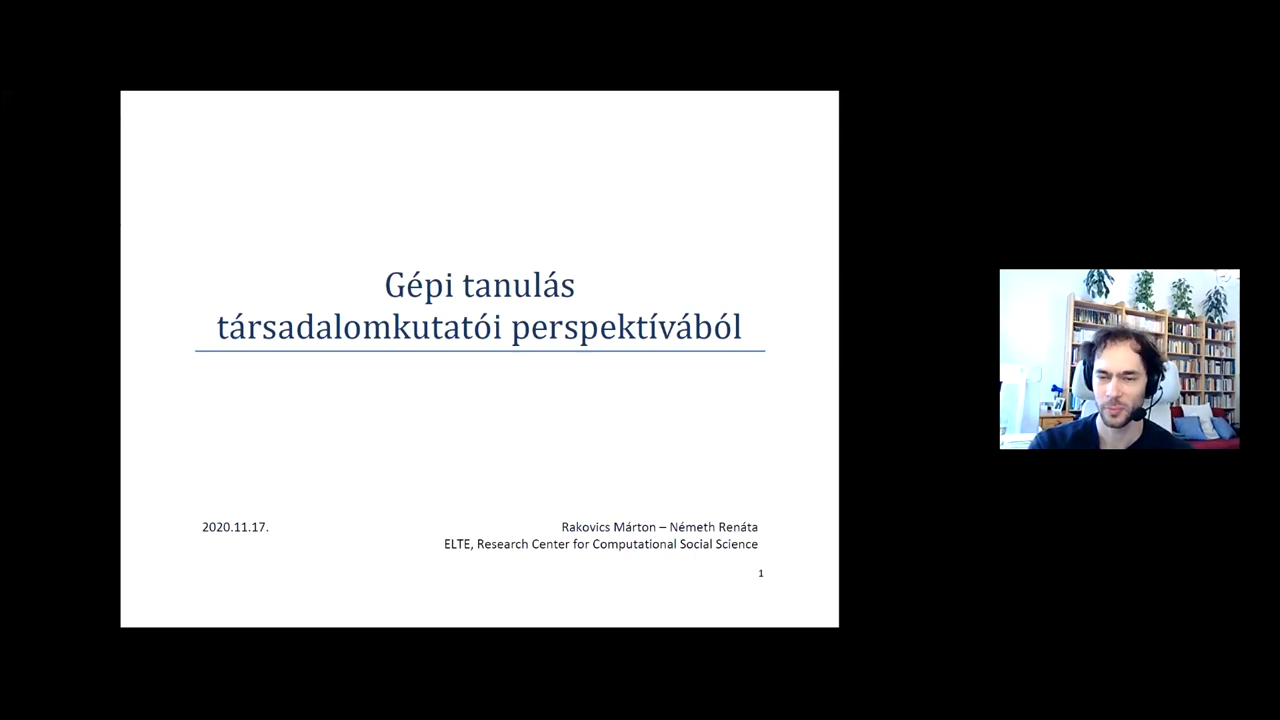 Gépi tanulás
társadalomkutatói perspektívából
2020.11.17.
Rakovics Márton – Németh Renáta
ELTE, Research Center for Computational Social Science
1